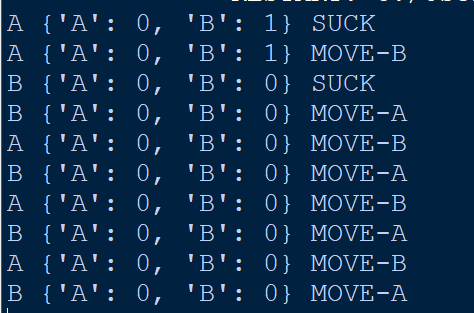 A {'A': 0, 'B': 1} SUCK
A {'A': 0, 'B': 1} MOVE-B
B {'A': 0, 'B': 0} SUCK
B {'A': 0, 'B': 0} MOVE-A
A {'A': 0, 'B': 0} MOVE-B
B {'A': 0, 'B': 0} MOVE-A
A {'A': 0, 'B': 0} MOVE-B
B {'A': 0, 'B': 0} MOVE-A
A {'A': 0, 'B': 0} MOVE-B
B {'A': 0, 'B': 0} MOVE-A